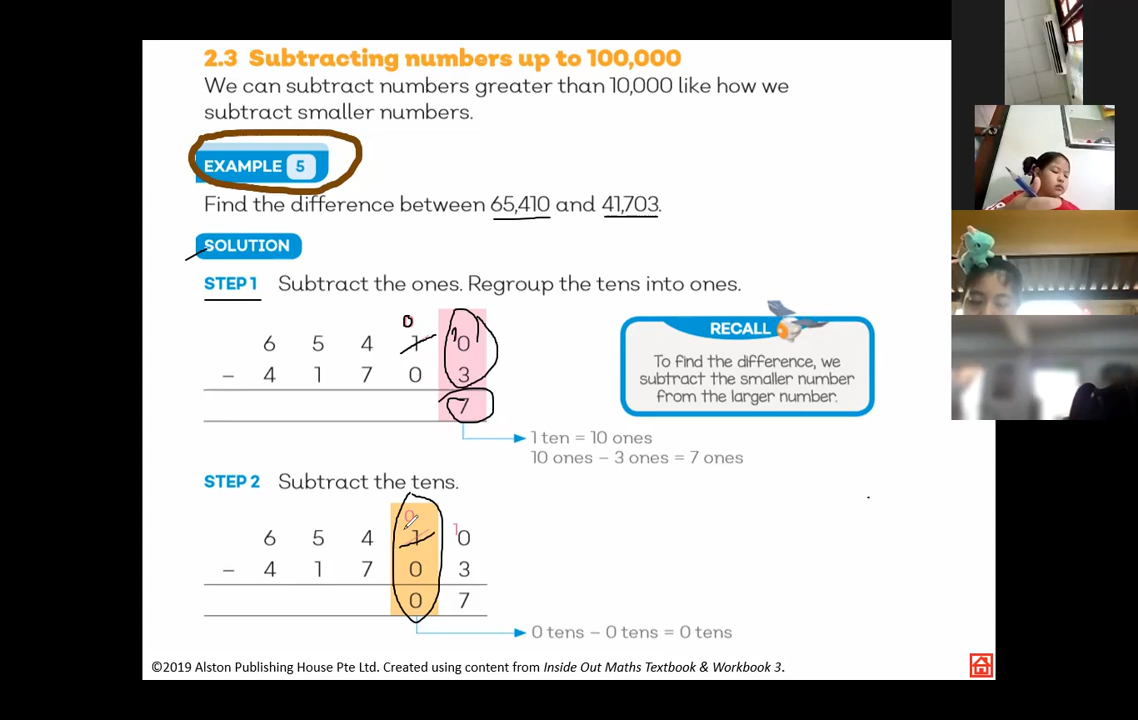 2.3 Subtracting numbers up to 100,000
We can subtract numbers greater than 10,000 like how we
subtract smaller numbers.
EXAMPLE 5
Find the difference between 65,410 and 41,703.
SOLUTION
STEP 1 Subtract the ones. Regroup the tens into ones.
0
6 5 4 1 10
– 4 1 7 0 3
7
1 ten = 10 ones
10 ones – 3 ones = 7 ones
RECALL
To find the difference, we
subtract the smaller number
from the larger number.
STEP 2 Subtract the tens.
0
6 5 4 1 10
– 4 1 7 0 3
0 7
0 tens – 0 tens = 0 tens
©2019 Alston Publishing House Pte Ltd. Created using content from Inside Out Maths Textbook & Workbook 3.